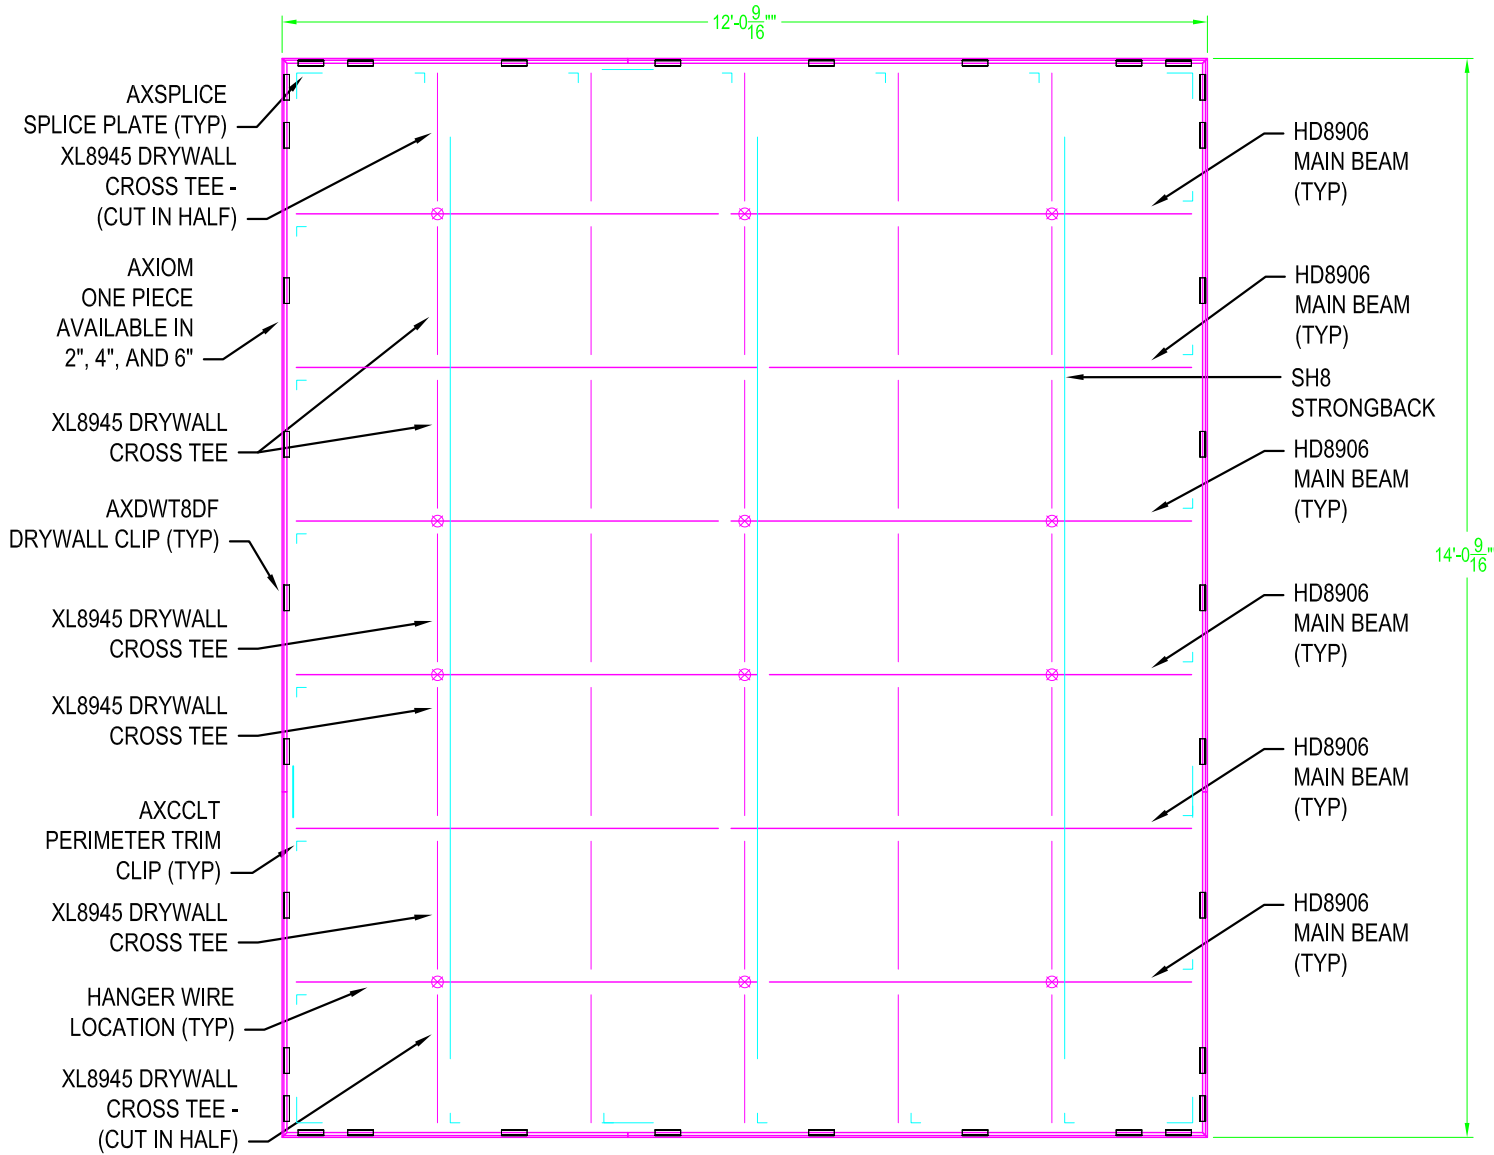 12'-0 9/16""
AXSPLICE
SPLICE PLATE (TYP)
XL8945 DRYWALL
CROSS TEE -
(CUT IN HALF)
AXIOM
ONE PIECE
AVAILABLE IN
2", 4", AND 6"
XL8945 DRYWALL
CROSS TEE
AXDWT8DF
DRYWALL CLIP (TYP)
XL8945 DRYWALL
CROSS TEE
XL8945 DRYWALL
CROSS TEE
AXCCLT
PERIMETER TRIM
CLIP (TYP)
XL8945 DRYWALL
CROSS TEE
HANGER WIRE
LOCATION (TYP)
XL8945 DRYWALL
CROSS TEE -
(CUT IN HALF)
HD8906
MAIN BEAM
(TYP)
HD8906
MAIN BEAM
(TYP)
SH8
STRONGBACK
HD8906
MAIN BEAM
(TYP)
HD8906
MAIN BEAM
(TYP)
HD8906
MAIN BEAM
(TYP)
HD8906
MAIN BEAM
(TYP)
14'-0 9/16"